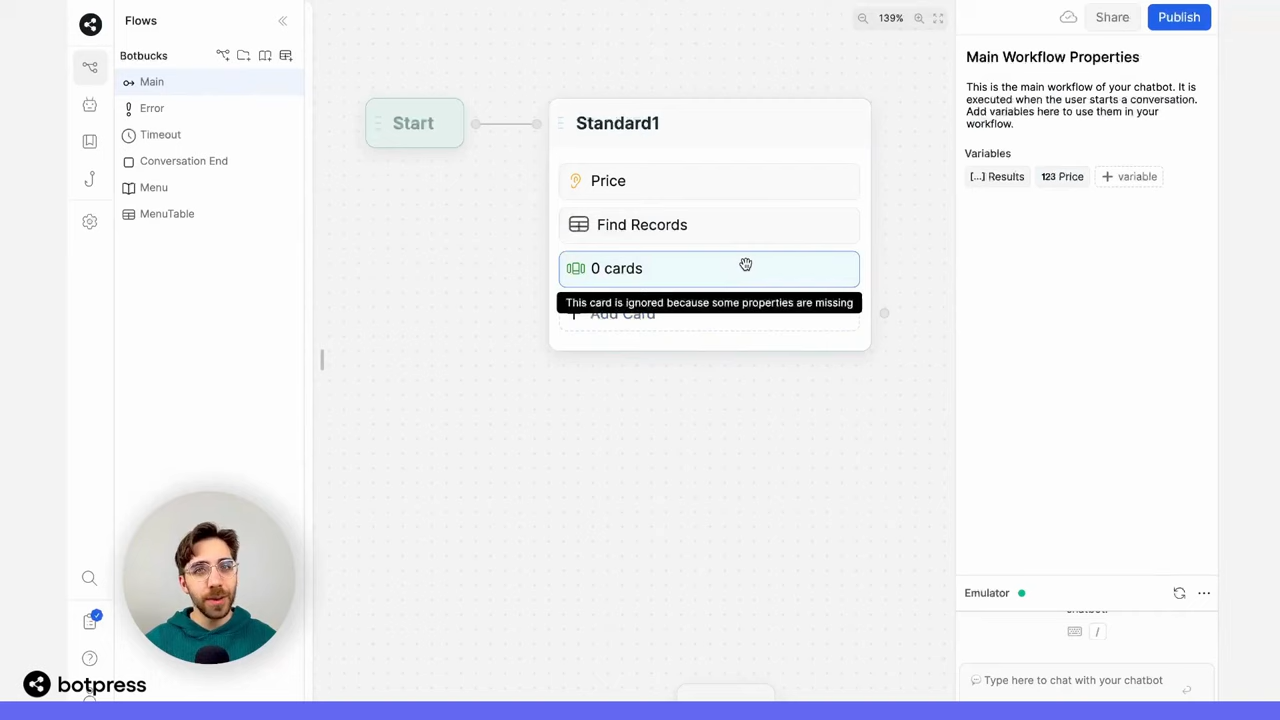 Flows
Botbucks
Main
Error
Timeout
Conversation End
Menu
MenuTable
139%
Start
Standard1
Price
Find Records
0 cards
This card is ignored because some properties are missing
Add Card
Share
Publish
Main Workflow Properties
This is the main workflow of your chatbot. It is
executed when the user starts a conversation.
Add variables here to use them in your
workflow.
Variables
[...] Results
123 Price
+ variable
Emulator
chatbot.
/
Type here to chat with your chatbot
botpress